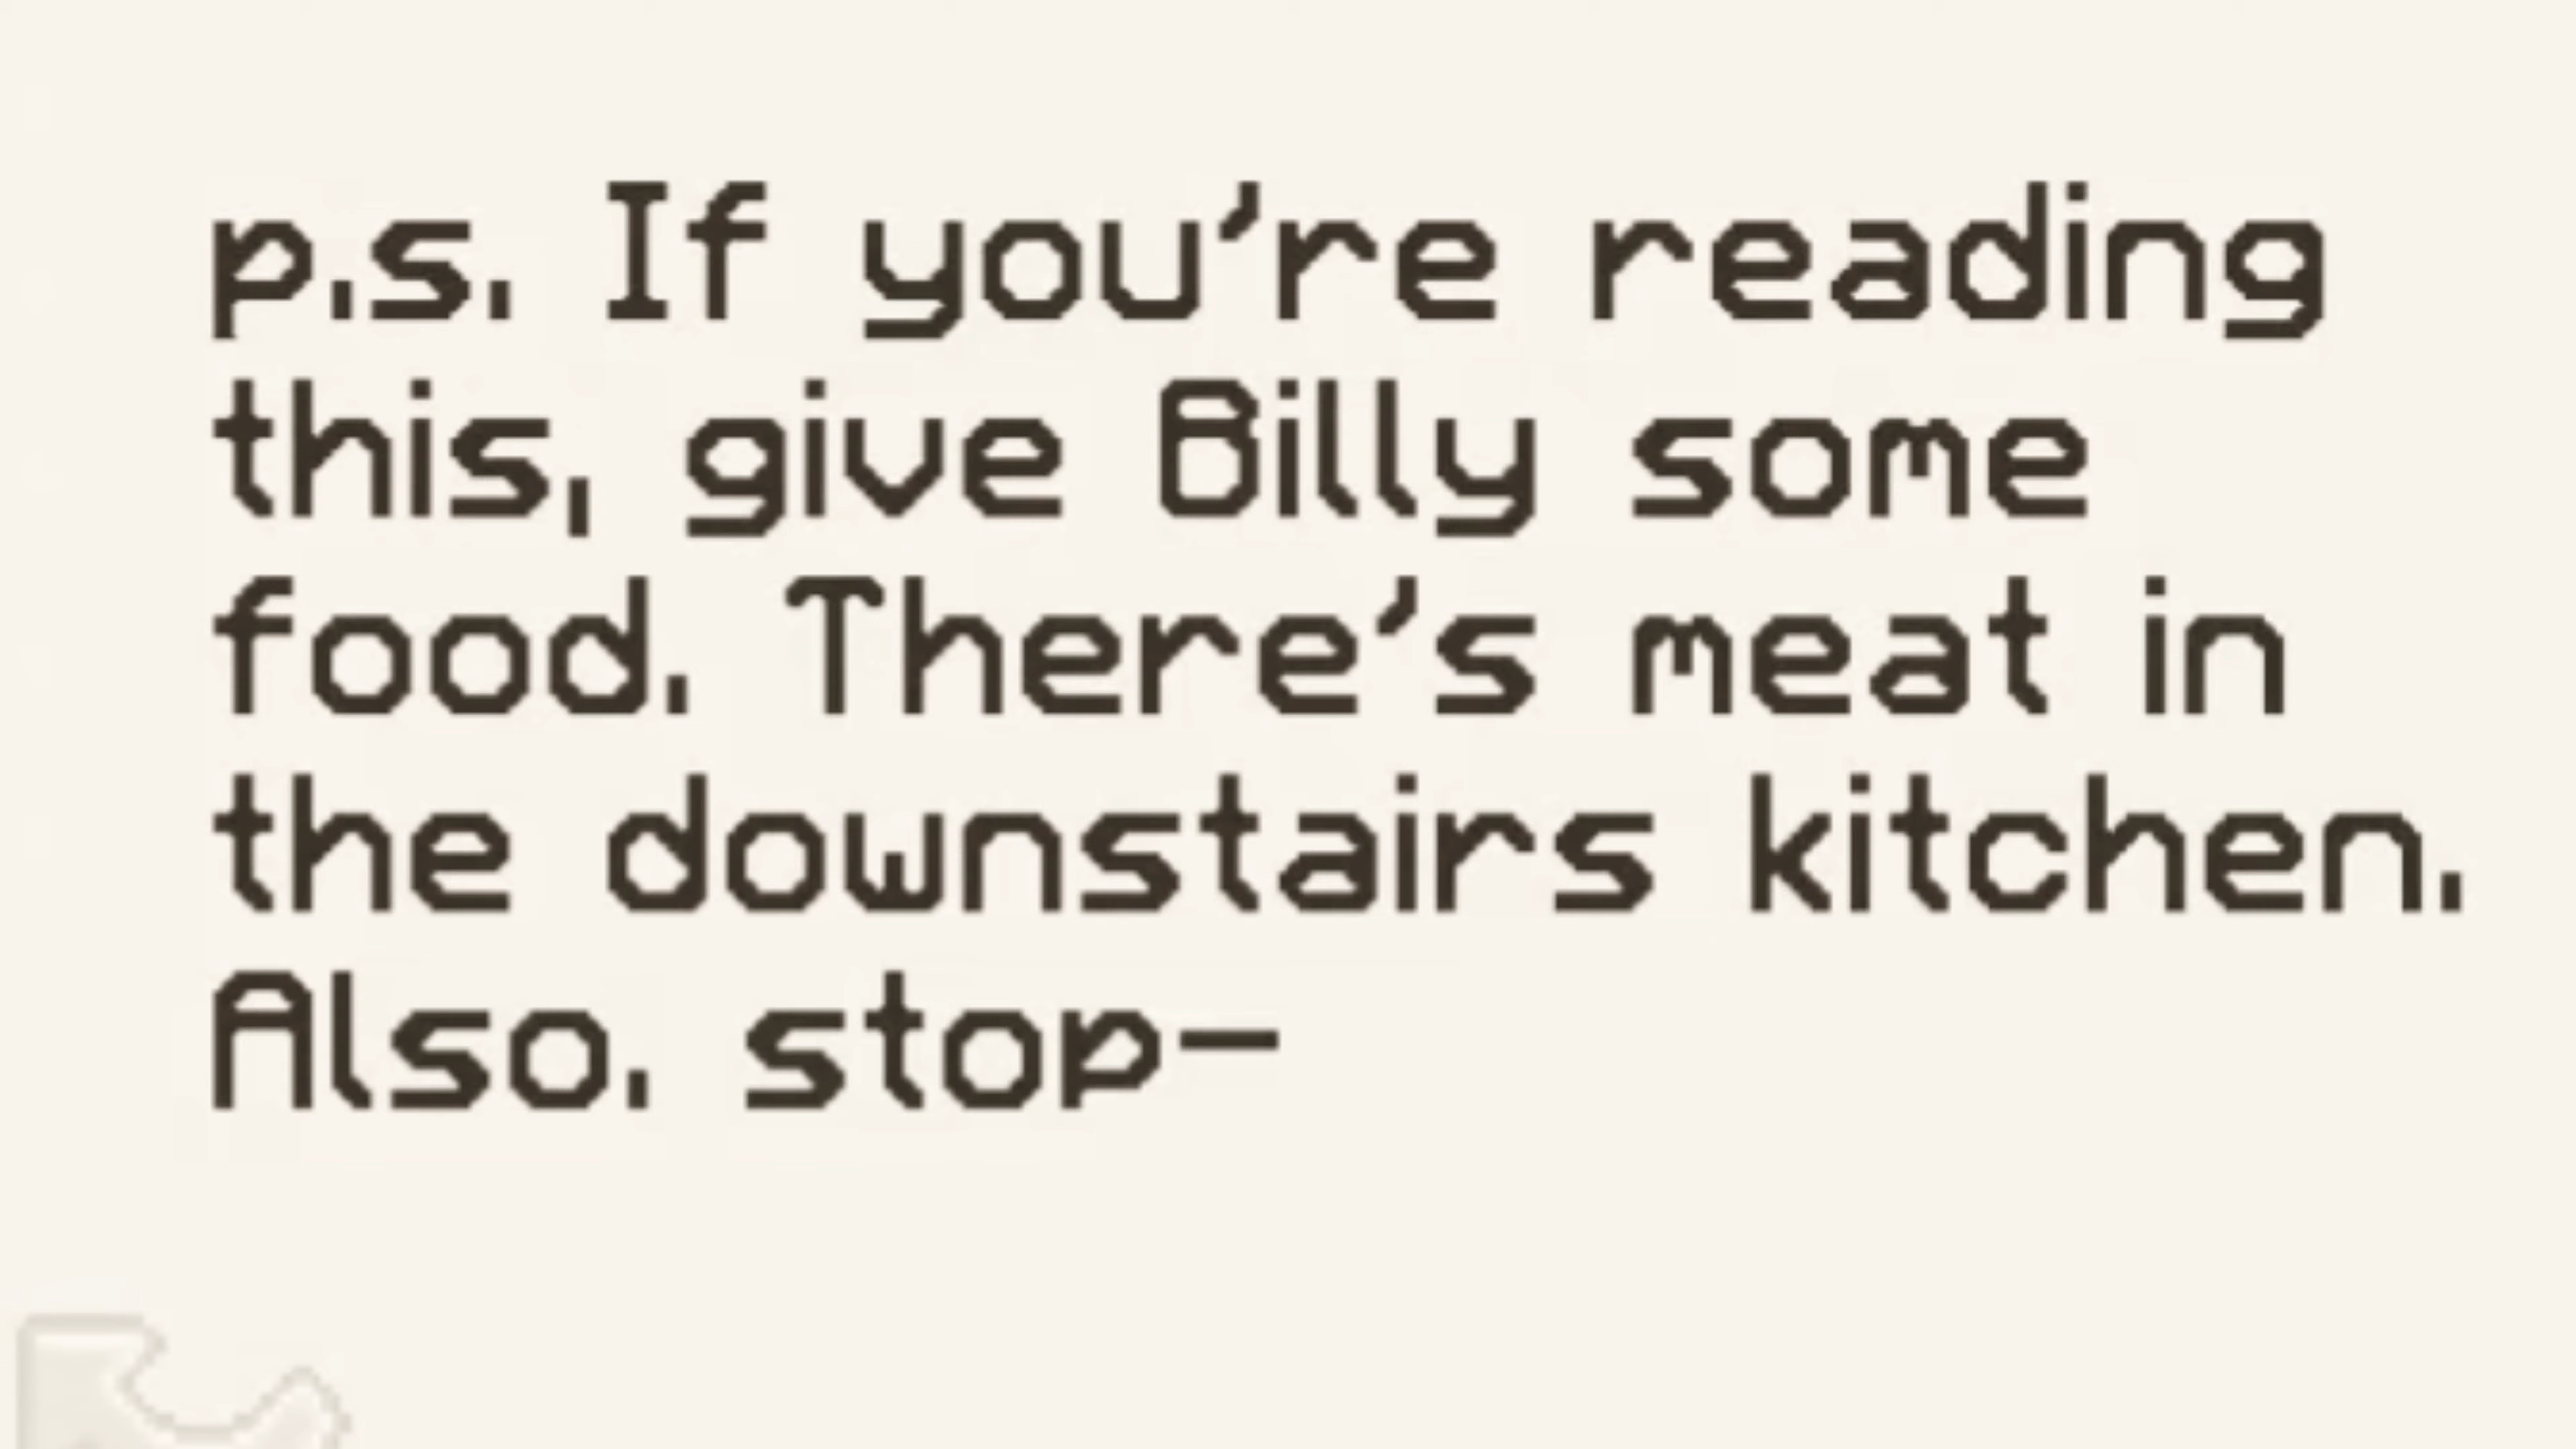 p.s. If you're reading
this, give Billy some
food. There's meat in
the downstairs kitchen.
Also. stop—